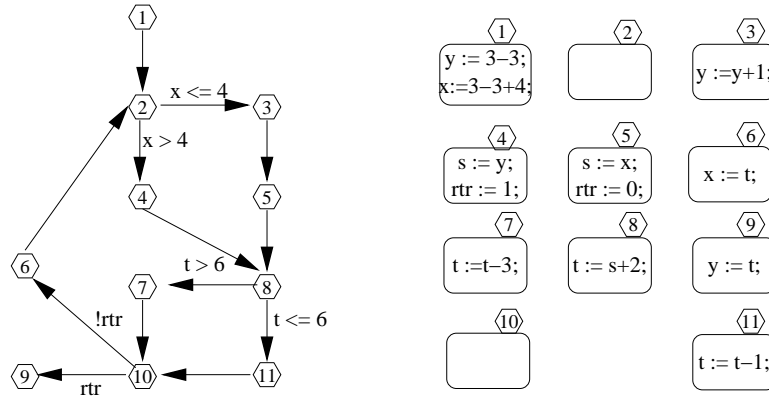 1
2
x <= 4
3
x > 4
4
5
6
7
t > 6
8
!rtr
t <= 6
9
rtr
10
11
1
y := 3−3;
x:=3−3+4;
2
3
y :=y+1;
4
s := y;
rtr := 1;
5
s := x;
rtr := 0;
6
x := t;
7
t :=t−3;
8
t := s+2;
9
y := t;
10
11
t := t−1;